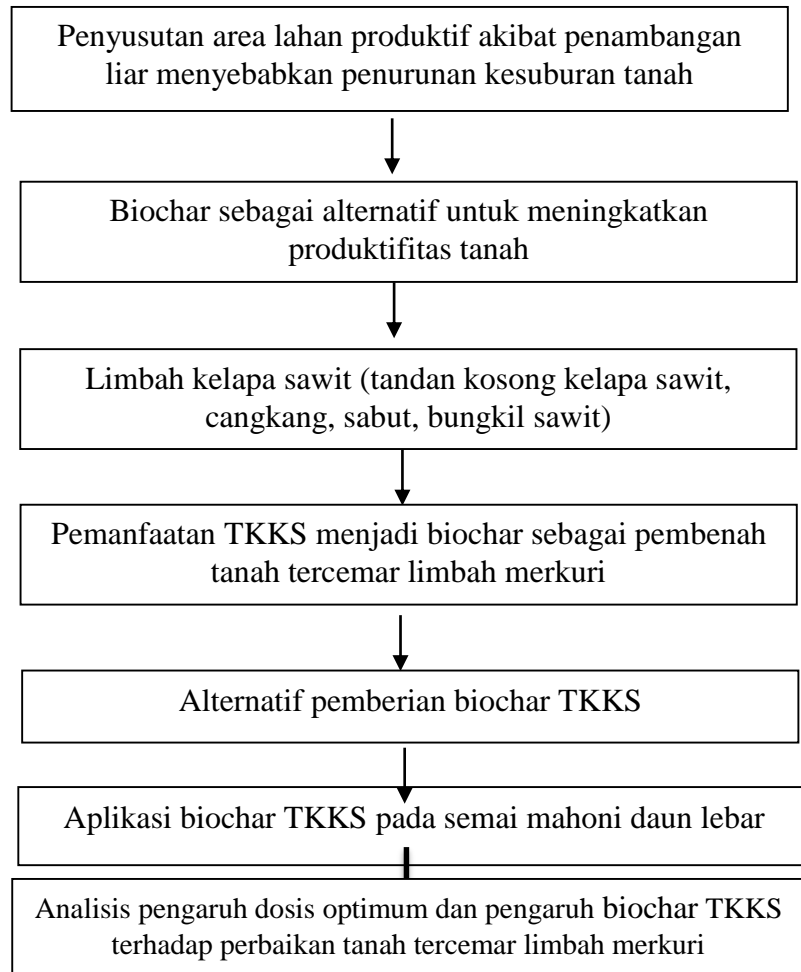 Penyusutan area lahan produktif akibat penambangan
liar menyebabkan penurunan kesuburan tanah
Biochar sebagai alternatif untuk meningkatkan
produktifitas tanah
Limbah kelapa sawit (tandan kosong kelapa sawit,
cangkang, sabut, bungkil sawit)
Pemanfaatan TKKS menjadi biochar sebagai pembenah
tanah tercemar limbah merkuri
Alternatif pemberian biochar TKKS
Aplikasi biochar TKKS pada semai mahoni daun lebar
Analisis pengaruh dosis optimum dan pengaruh biochar TKKS
terhadap perbaikan tanah tercemar limbah merkuri